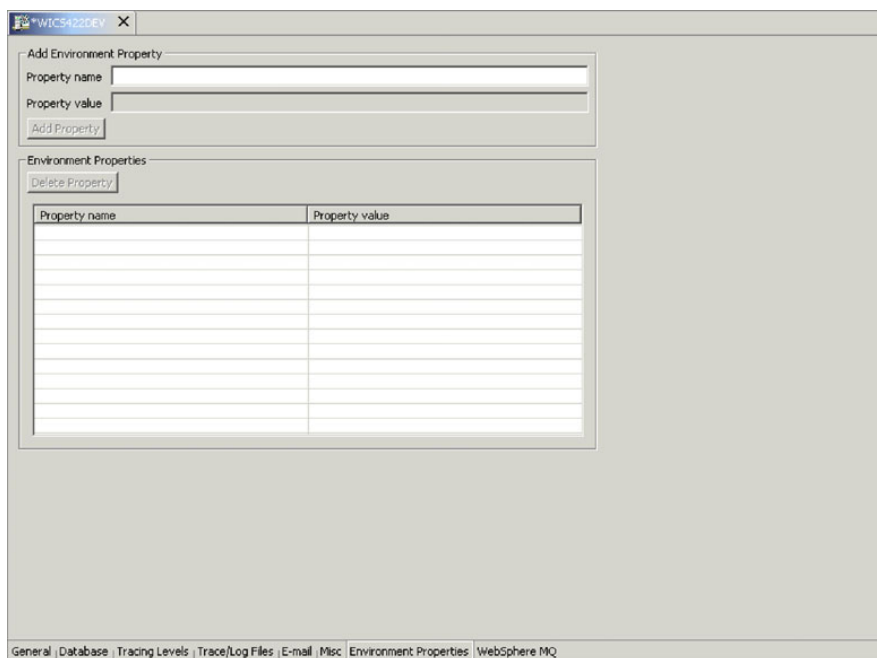 *WICS422DEV
Add Environment Property
Property name
Property value
Add Property
Environment Properties
Delete Property
Property name Property value
General Database Tracing Levels Trace/Log Files E-mail Misc Environment Properties WebSphere MQ